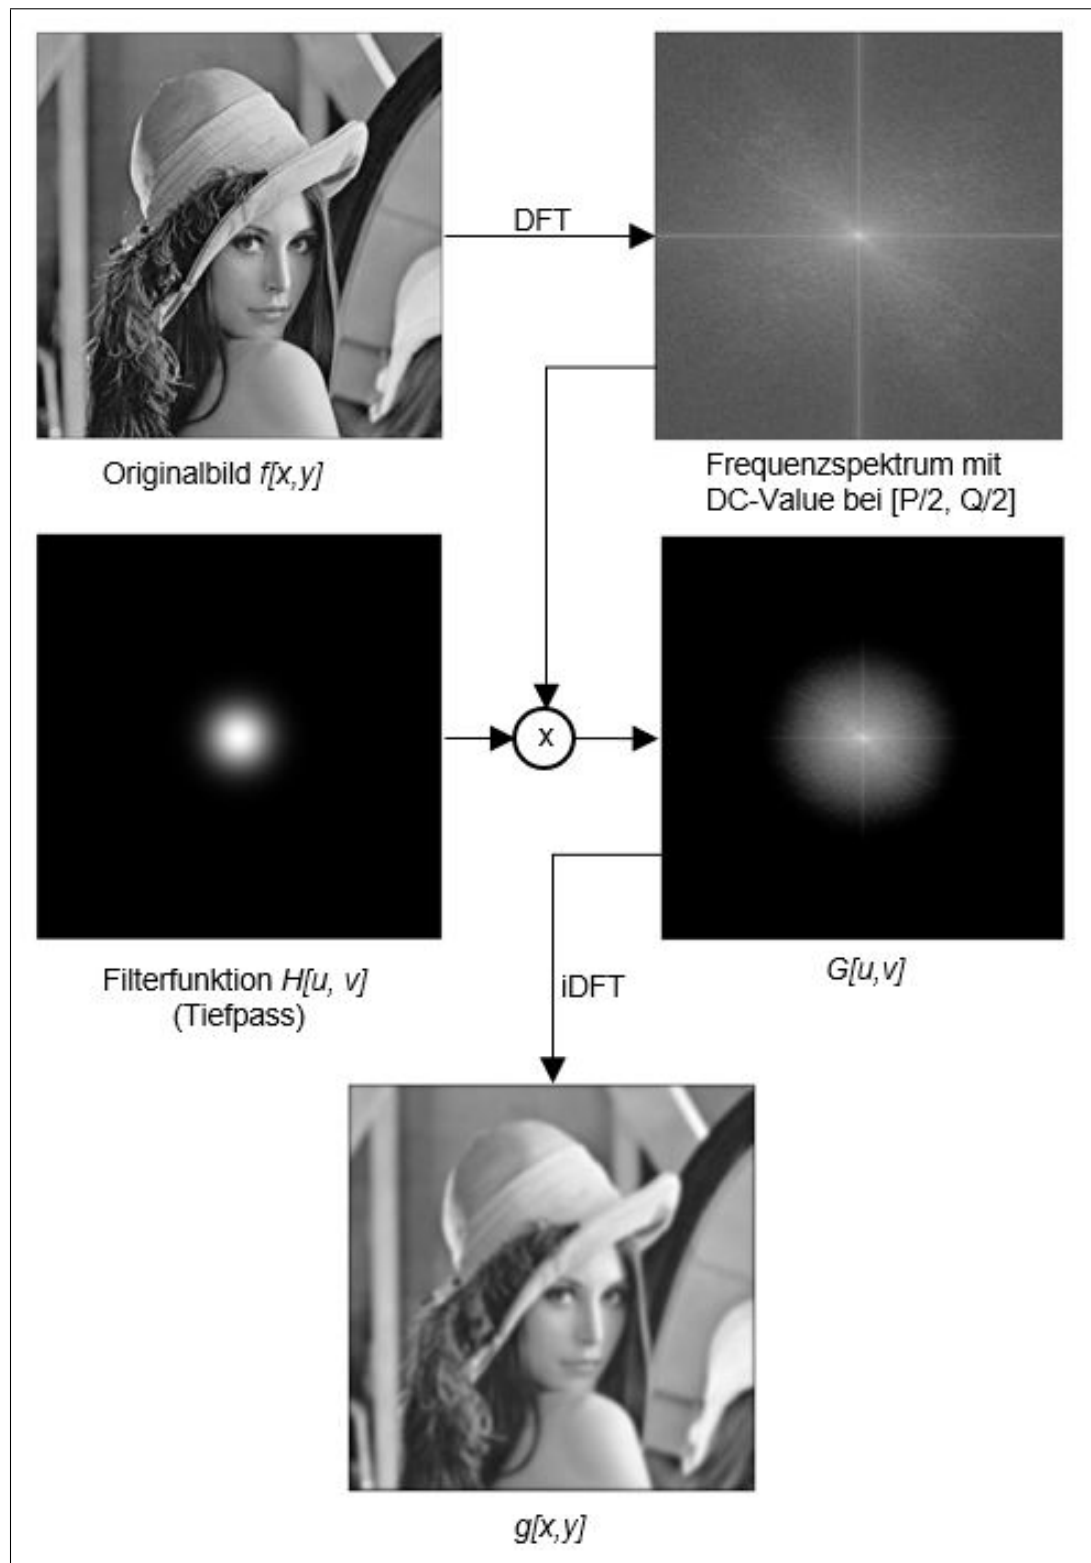 DFT
Originalbild f[x,y]
Frequenzspektrum mit
DC-Value bei [P/2, Q/2]
x
Filterfunktion H[u, v]
(Tiefpass)
G[u,v]
iDFT
g[x,y]